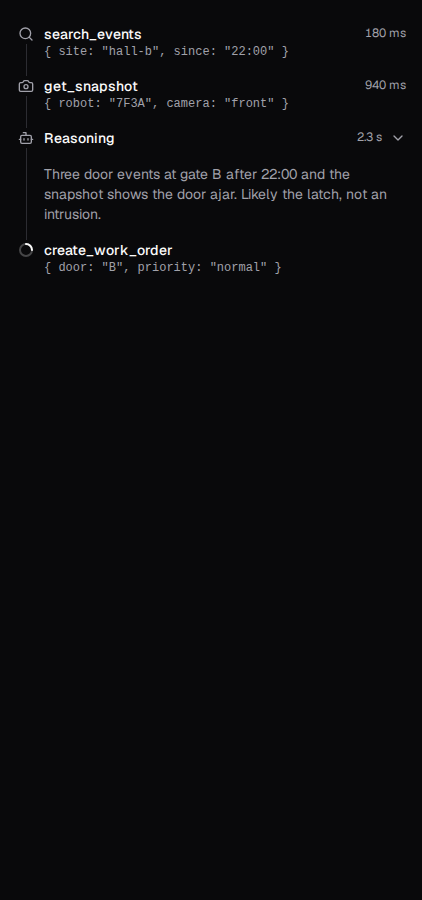 search_events 180 ms
{ site: "hall-b", since: "22:00" }
get_snapshot 940 ms
{ robot: "7F3A", camera: "front" }
Reasoning 2.3 s
Three door events at gate B after 22:00 and the
snapshot shows the door ajar. Likely the latch, not an
intrusion.
create_work_order
{ door: "B", priority: "normal" }